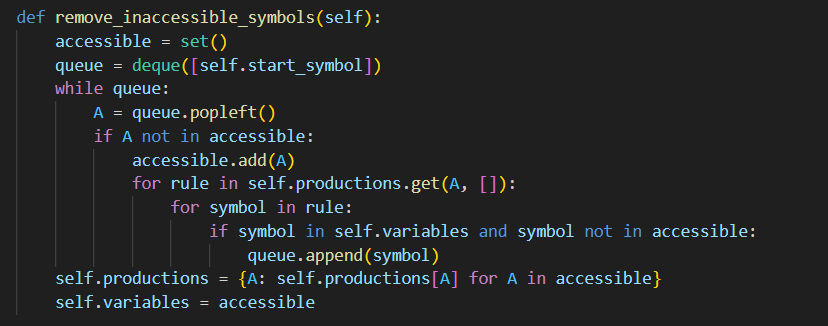 def remove_inaccessible_symbols(self):
    accessible = set()
    queue = deque([self.start_symbol])
    while queue:
        A = queue.popleft()
        if A not in accessible:
            accessible.add(A)
            for rule in self.productions.get(A, []):
                for symbol in rule:
                    if symbol in self.variables and symbol not in accessible:
                        queue.append(symbol)
    self.productions = {A: self.productions[A] for A in accessible}
    self.variables = accessible